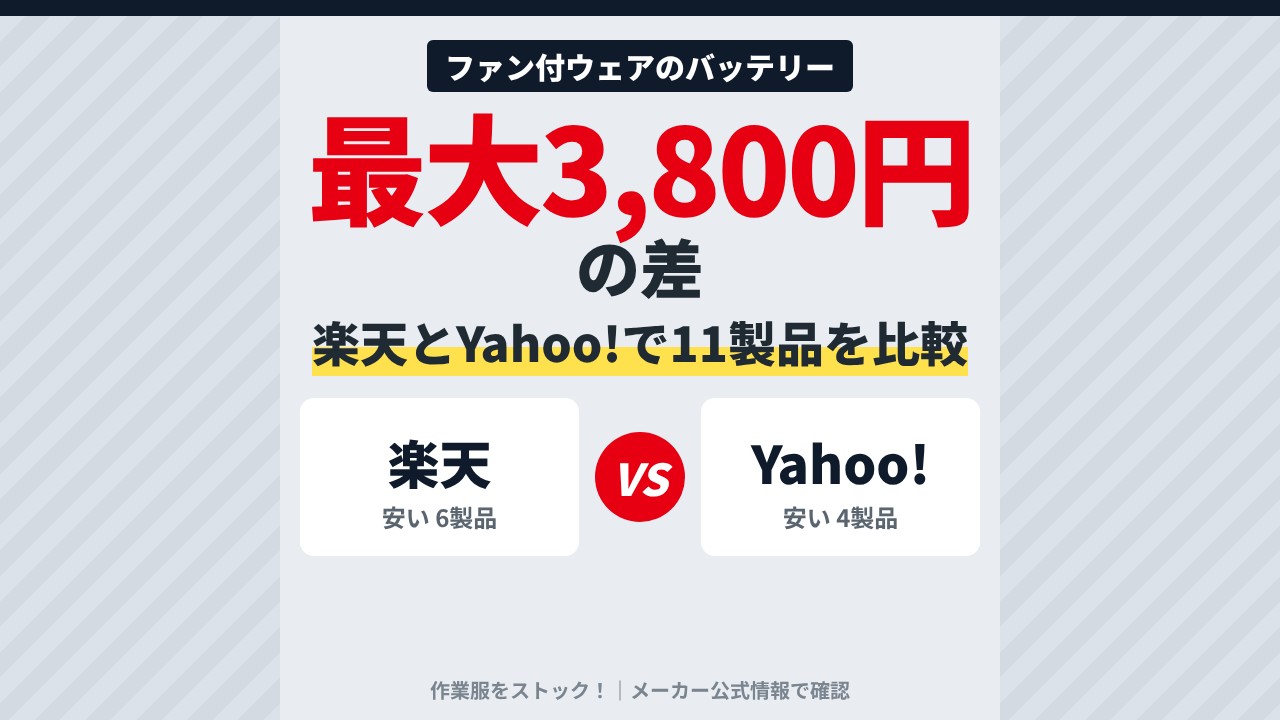 ファン付ウェアのバッテリー
最大3,800円
の差
楽天とYahoo!で11製品を比較
楽天
安い 6製品
VS
Yahoo!
安い 4製品
作業服をストック！｜メーカー公式情報で確認